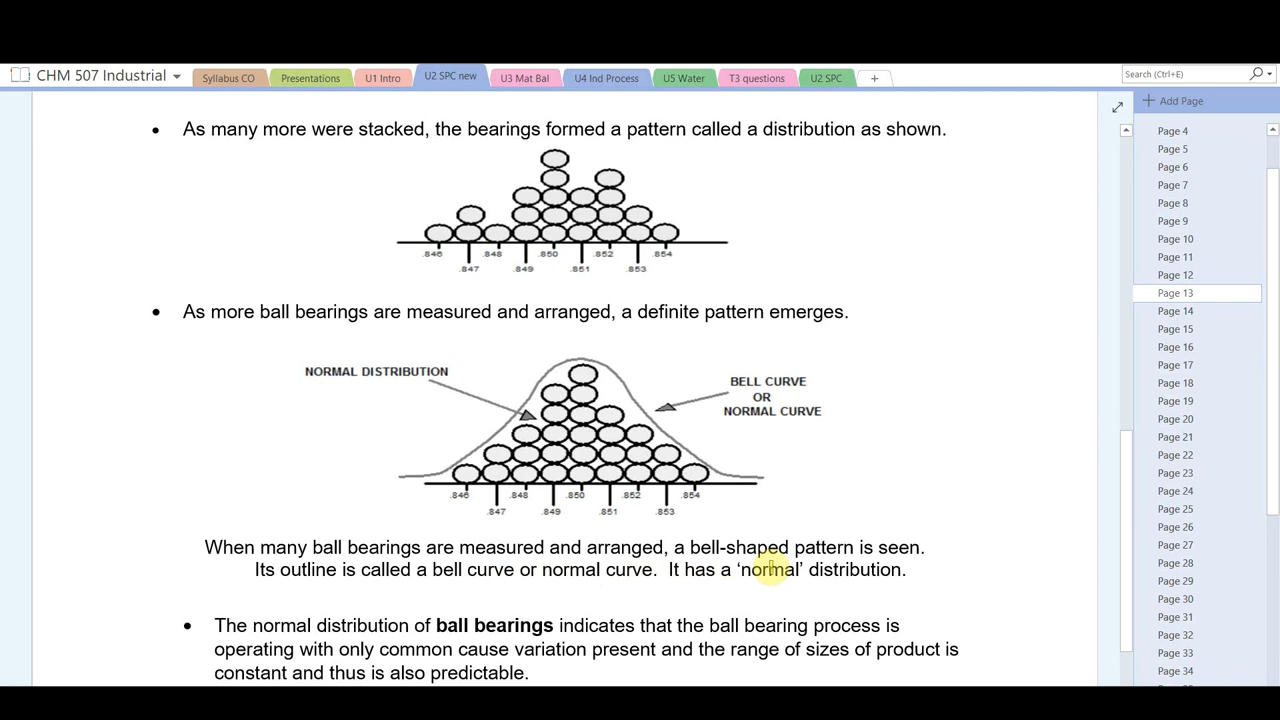 CHM 507 Industrial
Syllabus CO
Presentations
U1 Intro
U2 SPC new
U3 Mat Bal
U4 Ind Process
U5 Water
T3 questions
U2 SPC
+
Search (Ctrl+E)
Add Page
• As many more were stacked, the bearings formed a pattern called a distribution as shown.
.846 .848 .850 .852 .854
.847 .849 .851 .853
• As more ball bearings are measured and arranged, a definite pattern emerges.
NORMAL DISTRIBUTION
BELL CURVE
OR
NORMAL CURVE
.846 .848 .850 .852 .854
.847 .849 .851 .853
When many ball bearings are measured and arranged, a bell-shaped pattern is seen.
Its outline is called a bell curve or normal curve. It has a ‘normal’ distribution.
• The normal distribution of ball bearings indicates that the ball bearing process is
operating with only common cause variation present and the range of sizes of product is
constant and thus is also predictable.
Page 4
Page 5
Page 6
Page 7
Page 8
Page 9
Page 10
Page 11
Page 12
Page 13
Page 14
Page 15
Page 16
Page 17
Page 18
Page 19
Page 20
Page 21
Page 22
Page 23
Page 24
Page 25
Page 26
Page 27
Page 28
Page 29
Page 30
Page 31
Page 32
Page 33
Page 34